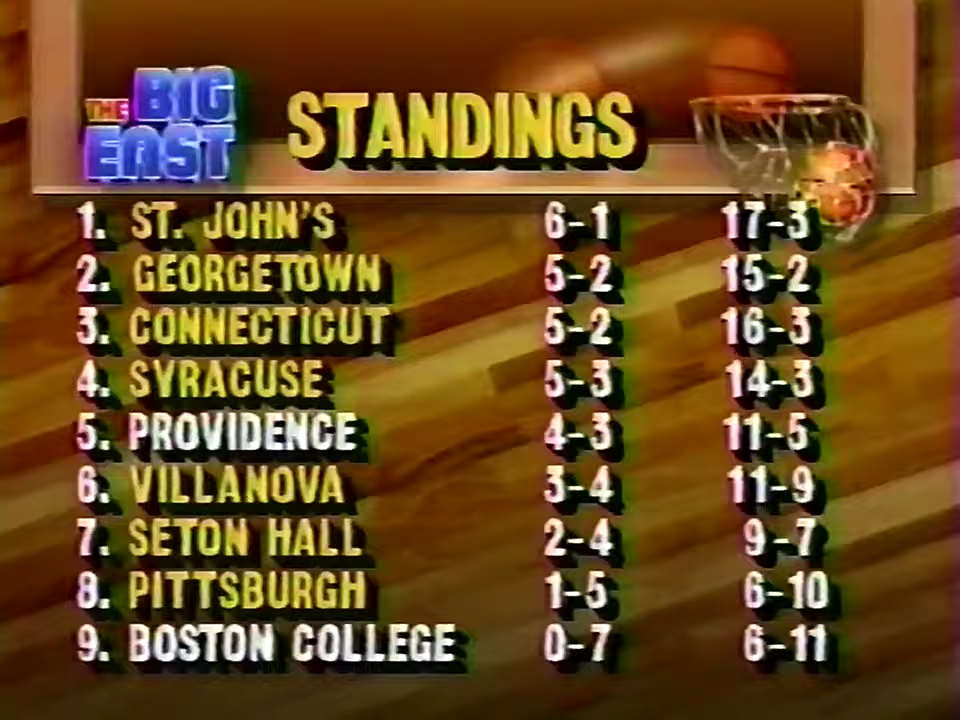 THE BIG EAST
STANDINGS
1. ST. JOHN'S 6-1 17-3
2. GEORGETOWN 5-2 15-2
3. CONNECTICUT 5-2 16-3
4. SYRACUSE 5-3 14-3
5. PROVIDENCE 4-3 11-5
6. VILLANOVA 3-4 11-9
7. SETON HALL 2-4 9-7
8. PITTSBURGH 1-5 6-10
9. BOSTON COLLEGE 0-7 6-11